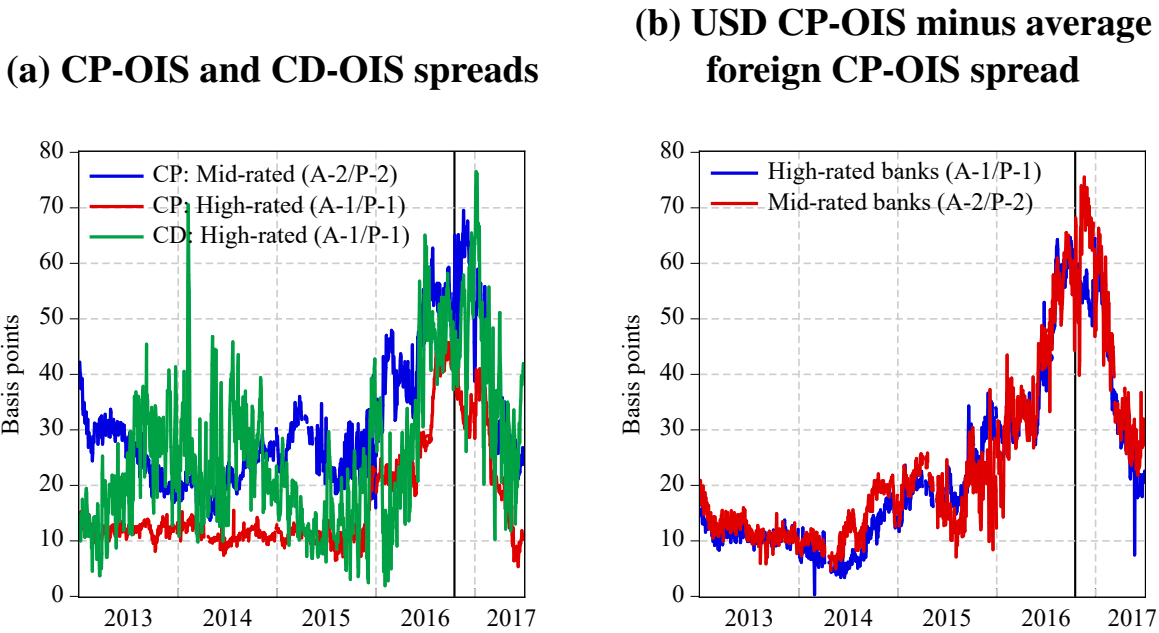 (a) CP-OIS and CD-OIS spreads
Basis points
80
70
60
50
40
30
20
10
0
CP: Mid-rated (A-2/P-2)
CP: High-rated (A-1/P-1)
CD: High-rated (A-1/P-1)
2013 2014 2015 2016 2017
(b) USD CP-OIS minus average
foreign CP-OIS spread
Basis points
80
70
60
50
40
30
20
10
0
High-rated banks (A-1/P-1)
Mid-rated banks (A-2/P-2)
2013 2014 2015 2016 2017